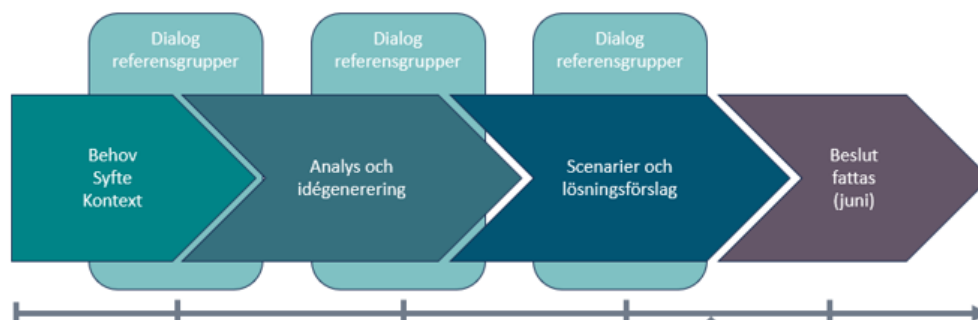 Dialog
referensgrupper
Dialog
referensgrupper
Dialog
referensgrupper
Behov
Syfte
Kontext
Analys och
idégenerering
Scenarier och
lösningsförslag
Beslut
fattas
(juni)